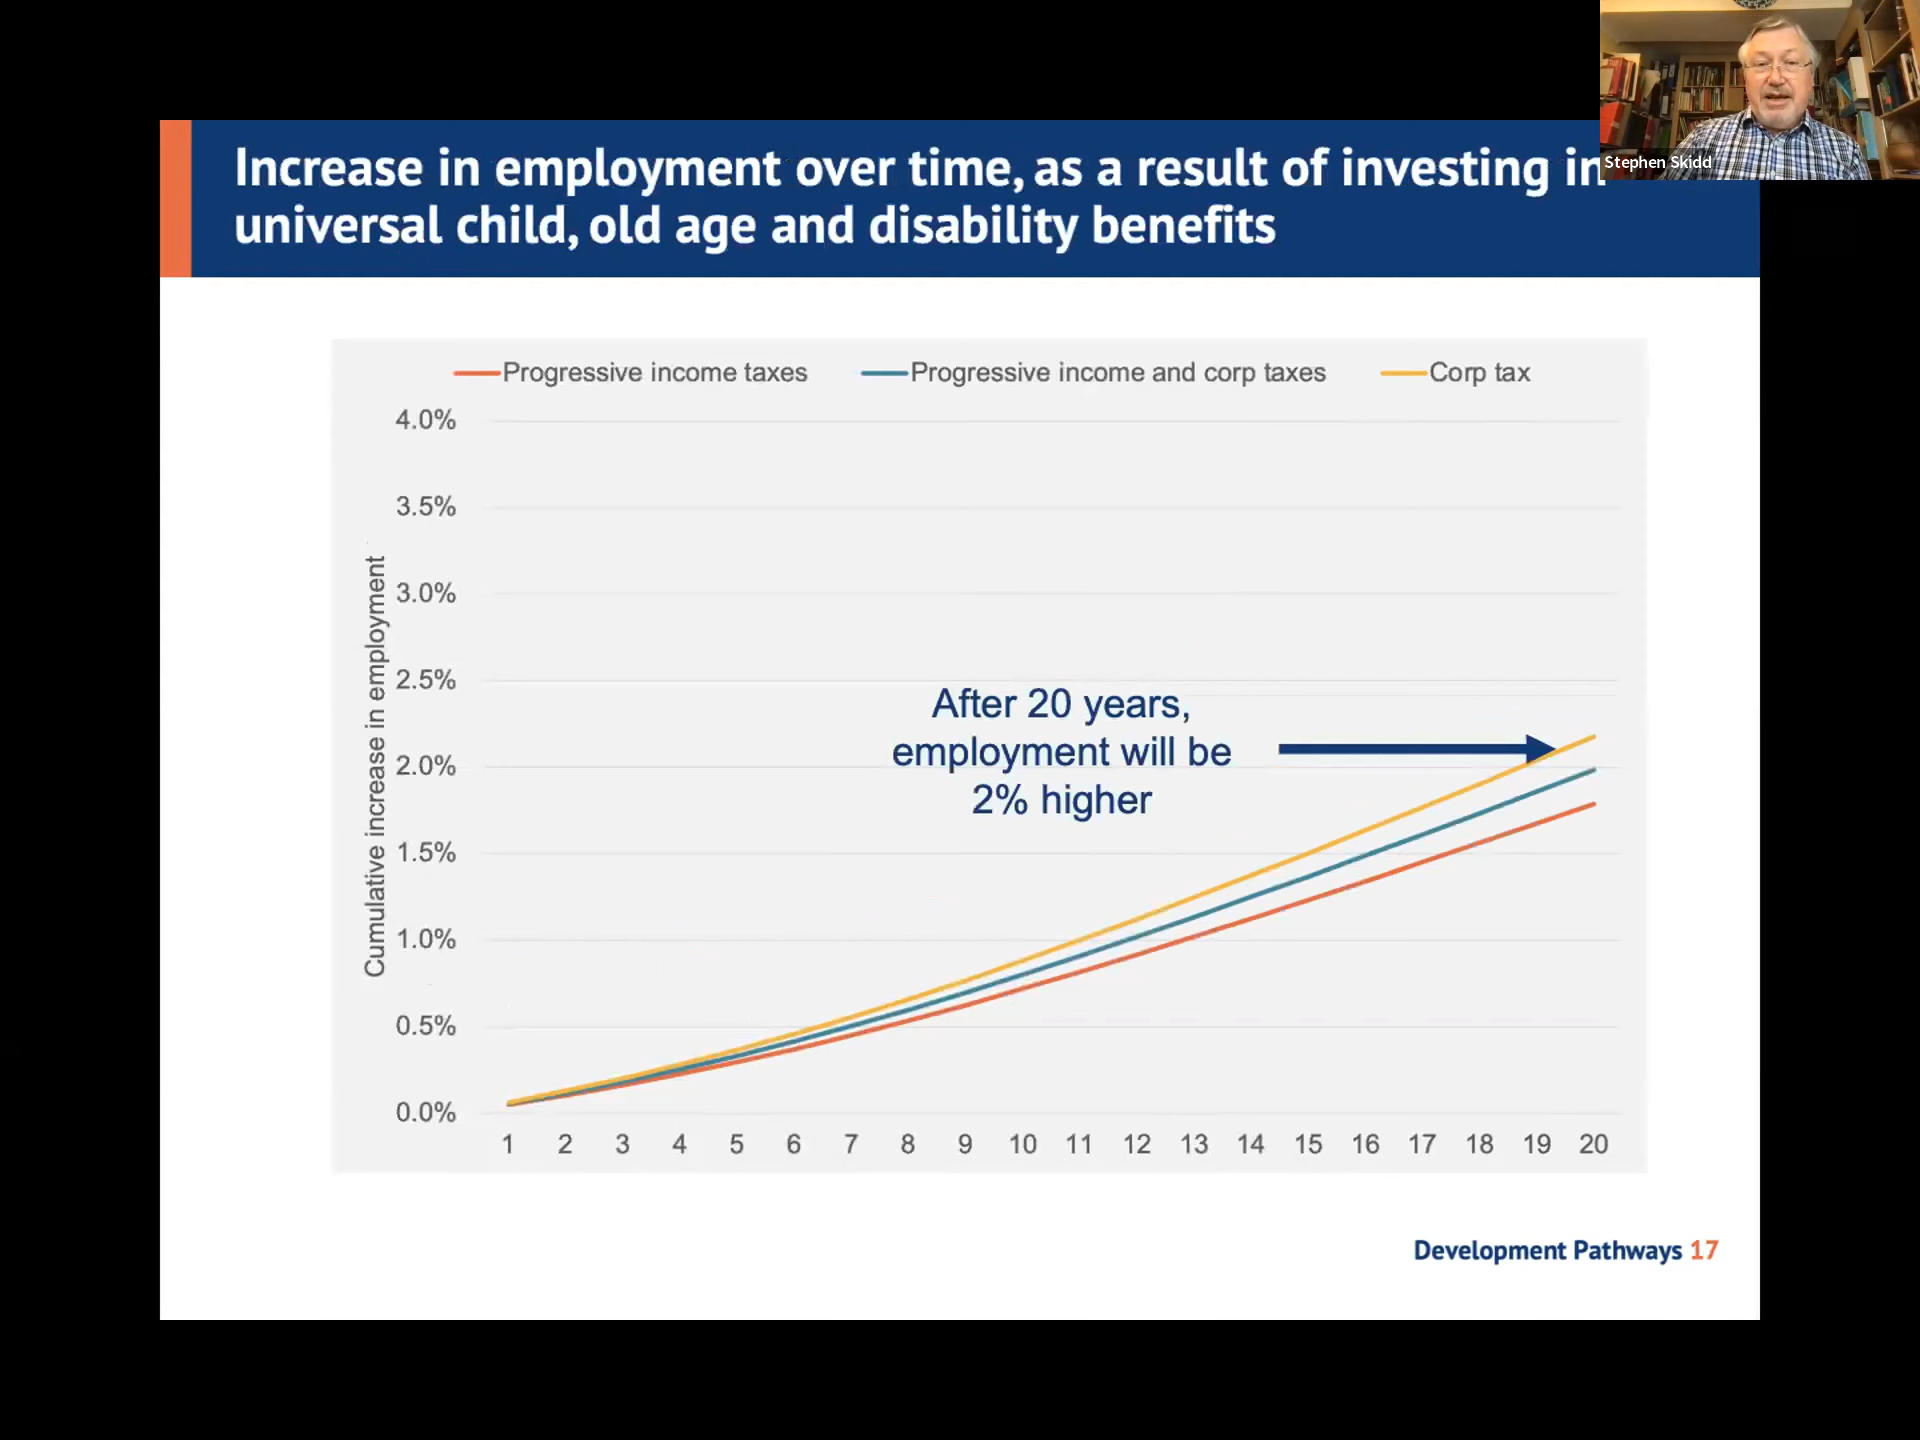 Stephen Skidd
Increase in employment over time, as a result of investing in
universal child, old age and disability benefits
Progressive income taxes
Progressive income and corp taxes
Corp tax
Cumulative increase in employment
4.0%
3.5%
3.0%
2.5%
2.0%
1.5%
1.0%
0.5%
0.0%
After 20 years,
employment will be
2% higher
1 2 3 4 5 6 7 8 9 10 11 12 13 14 15 16 17 18 19 20
Development Pathways 17